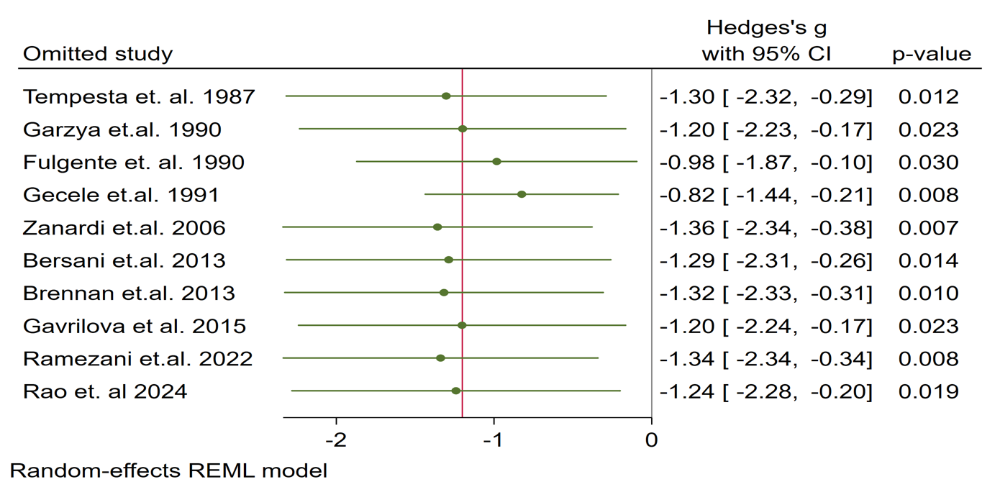 Hedges's g
Omitted study with 95% CI p-value
Tempesta et. al. 1987 -1.30 [ -2.32, -0.29] 0.012
Garzya et.al. 1990 -1.20 [ -2.23, -0.17] 0.023
Fulgente et. al. 1990 -0.98 [ -1.87, -0.10] 0.030
Gecele et.al. 1991 -0.82 [ -1.44, -0.21] 0.008
Zanardi et.al. 2006 -1.36 [ -2.34, -0.38] 0.007
Bersani et.al. 2013 -1.29 [ -2.31, -0.26] 0.014
Brennan et.al. 2013 -1.32 [ -2.33, -0.31] 0.010
Gavrilova et al. 2015 -1.20 [ -2.24, -0.17] 0.023
Ramezani et.al. 2022 -1.34 [ -2.34, -0.34] 0.008
Rao et. al 2024 -1.24 [ -2.28, -0.20] 0.019
-2 -1 0
Random-effects REML model